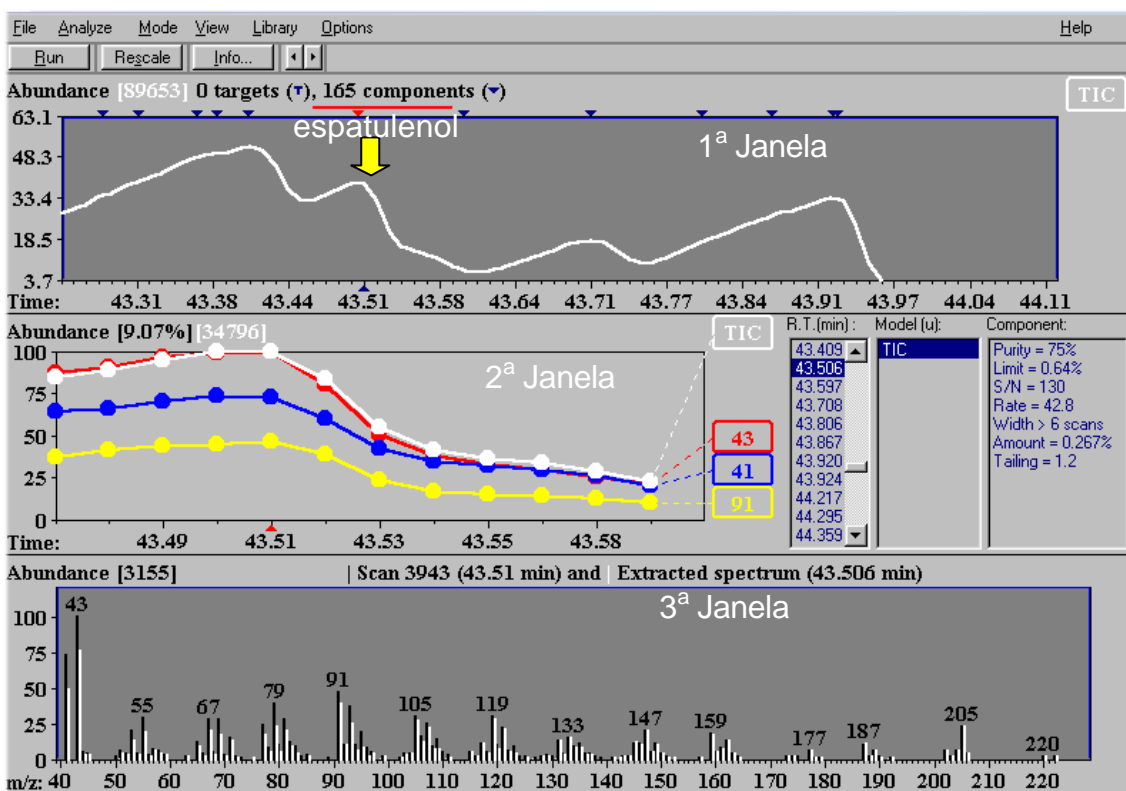 File Analyze Mode View Library Options Help
Run Rescale Info...
Abundance [89653] 0 targets (T), 165 components (▼)
TIC
63.1
espatulenol
1ª Janela
48.3
33.4
18.5
3.7
Time: 43.31 43.38 43.44 43.51 43.58 43.64 43.71 43.77 43.84 43.91 43.97 44.04 44.11
Abundance [9.07%] [34796]
TIC
R.T.(min) : Model (u): Component:
100
2ª Janela
75
50
25
0
43
41
91
Time: 43.49 43.51 43.53 43.55 43.58
43.409
43.506
43.597
43.708
43.806
43.867
43.920
43.924
44.217
44.295
44.359
TIC
Purity = 75%
Limit = 0.64%
S/N = 130
Rate = 42.8
Width > 6 scans
Amount = 0.267%
Tailing = 1.2
Abundance [3155] | Scan 3943 (43.51 min) and | Extracted spectrum (43.506 min)
3ª Janela
100
75
50
25
0
43 55 67 79 91 105 119 133 147 159 177 187 205 220
m/z: 40 50 60 70 80 90 100 110 120 130 140 150 160 170 180 190 200 210 220